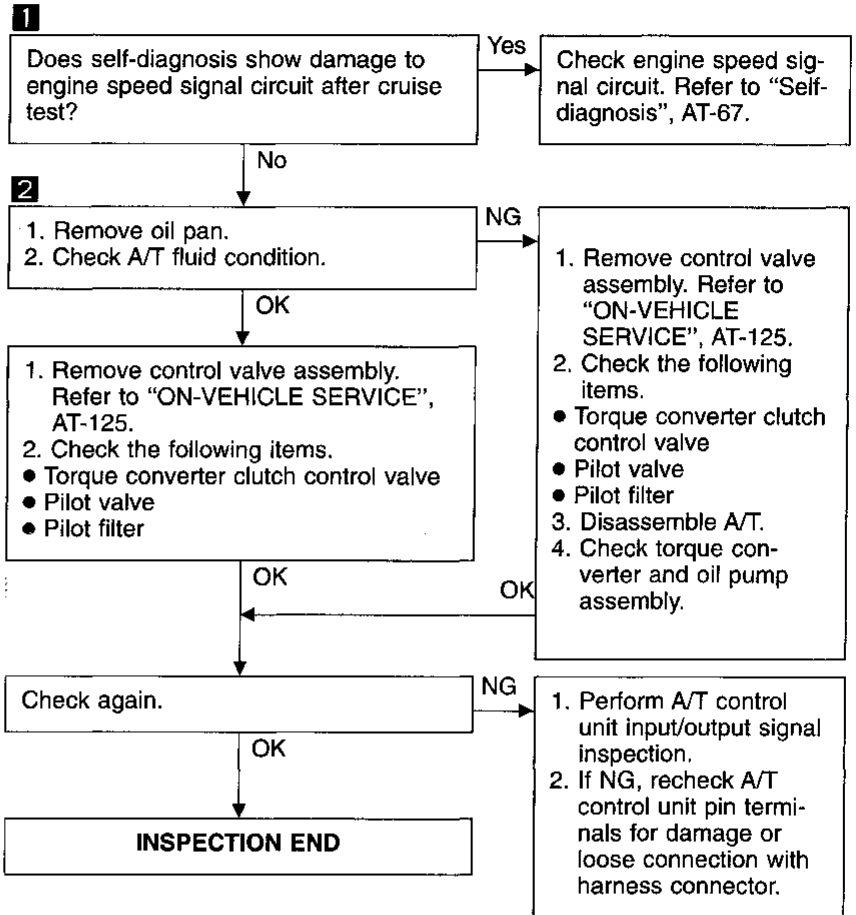 1
Does self-diagnosis show damage to
engine speed signal circuit after cruise
test?
Yes
Check engine speed sig-
nal circuit. Refer to “Self-
diagnosis”, AT-67.
No
2
1. Remove oil pan.
2. Check A/T fluid condition.
NG
OK
1. Remove control valve
assembly. Refer to
“ON-VEHICLE
SERVICE”, AT-125.
2. Check the following
items.
● Torque converter clutch
control valve
● Pilot valve
● Pilot filter
3. Disassemble A/T.
4. Check torque con-
verter and oil pump
assembly.
1. Remove control valve assembly.
Refer to “ON-VEHICLE SERVICE”,
AT-125.
2. Check the following items.
● Torque converter clutch control valve
● Pilot valve
● Pilot filter
OK
OK
Check again.
NG
OK
1. Perform A/T control
unit input/output signal
inspection.
2. If NG, recheck A/T
control unit pin termi-
nals for damage or
loose connection with
harness connector.
INSPECTION END